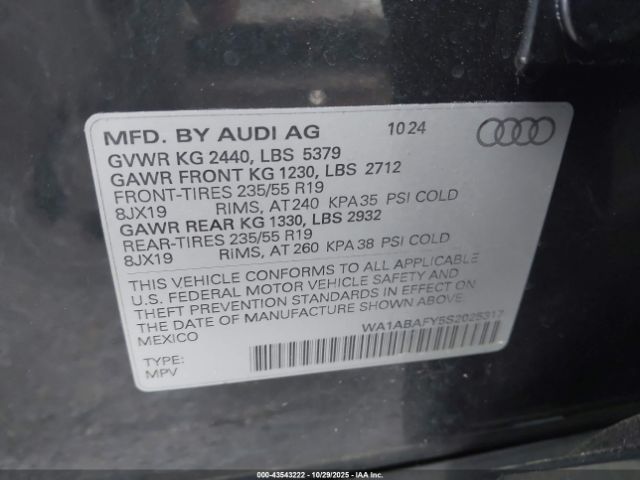 MFD. BY AUDI AG 10 24
GVWR KG 2440, LBS 5379
GAWR FRONT KG 1230, LBS 2712
FRONT-TIRES 235/55 R19
8JX19 RIMS, AT 240 KPA 35 PSI COLD
GAWR REAR KG 1330, LBS 2932
REAR-TIRES 235/55 R19
8JX19 RIMS, AT 260 KPA 38 PSI COLD
THIS VEHICLE CONFORMS TO ALL APPLICABLE
U.S. FEDERAL MOTOR VEHICLE SAFETY AND
THEFT PREVENTION STANDARDS IN EFFECT ON
THE DATE OF MANUFACTURE SHOWN ABOVE.
MEXICO
WA1ABAFY5S2025317
TYPE:
MPV
000-43543222 - 10/29/2025 - IAAI.COM